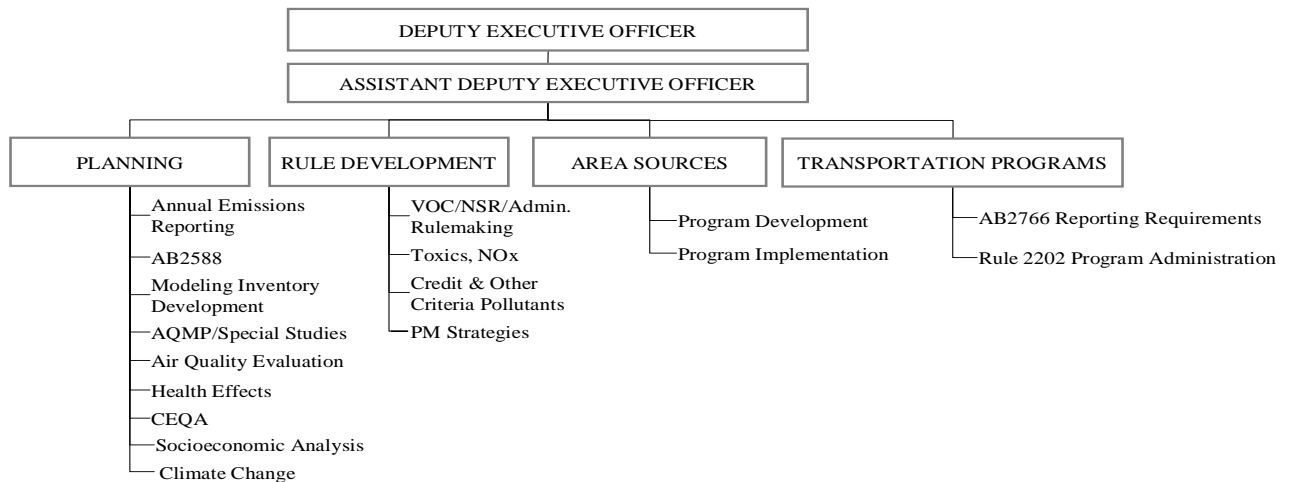 DEPUTY EXECUTIVE OFFICER
ASSISTANT DEPUTY EXECUTIVE OFFICER
PLANNING
Annual Emissions
Reporting
AB2588
Modeling Inventory
Development
AQMP/Special Studies
Air Quality Evaluation
Health Effects
CEQA
Socioeconomic Analysis
Climate Change
RULE DEVELOPMENT
VOC/NSR/Admin.
Rulemaking
Toxics, NOx
Credit & Other
Criteria Pollutants
PM Strategies
AREA SOURCES
Program Development
Program Implementation
TRANSPORTATION PROGRAMS
AB2766 Reporting Requirements
Rule 2202 Program Administration